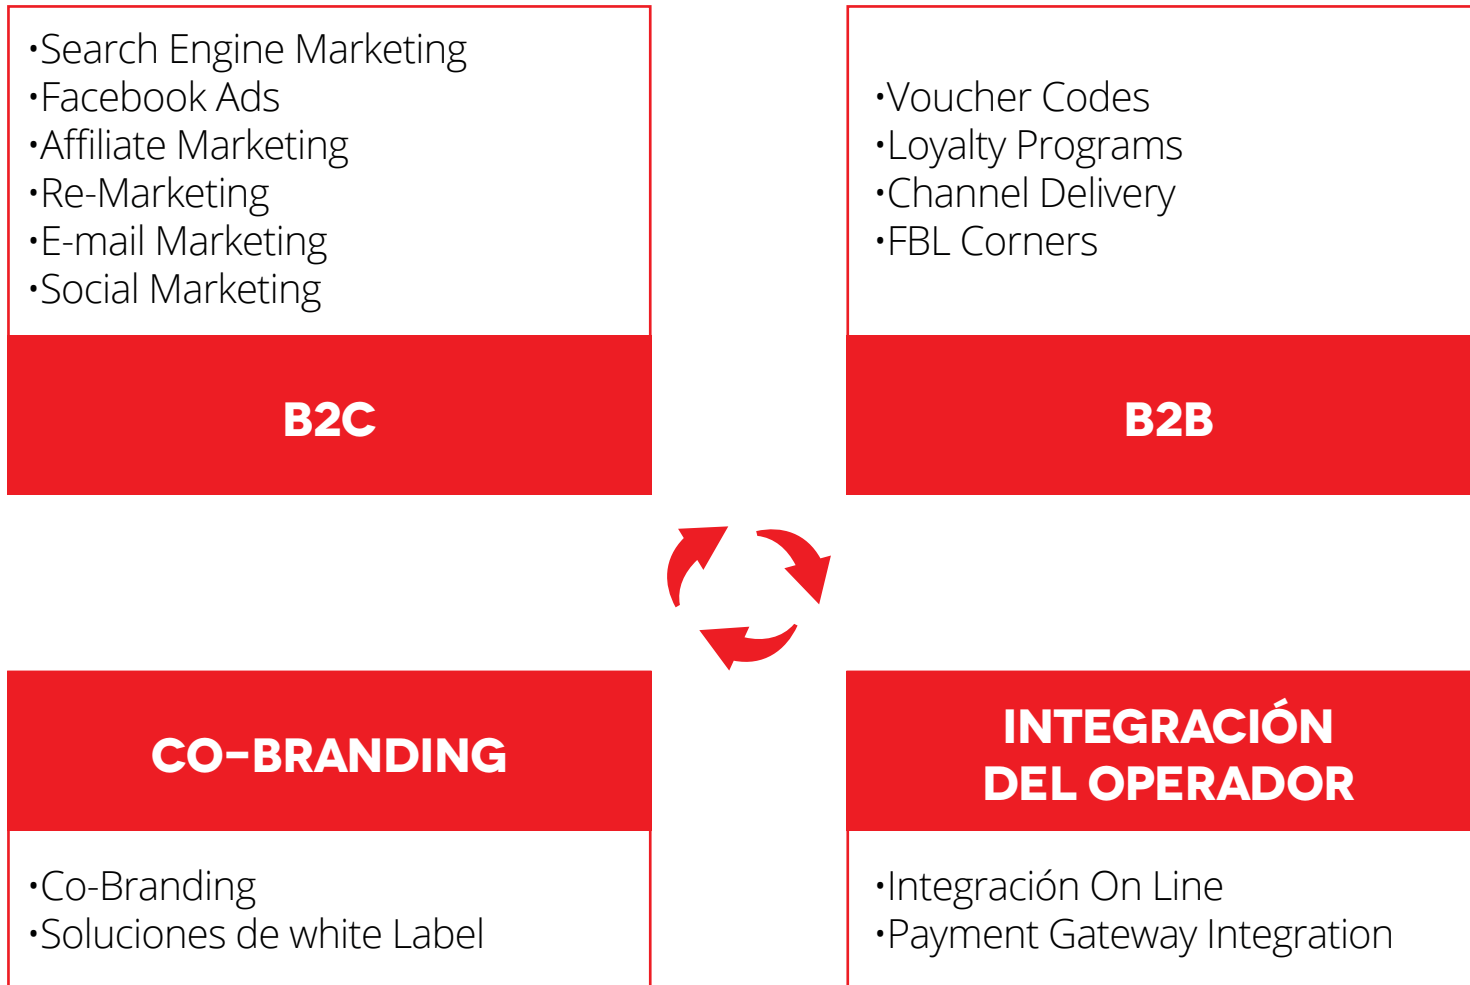 •Search Engine Marketing
•Facebook Ads
•Affiliate Marketing
•Re-Marketing
•E-mail Marketing
•Social Marketing
B2C
•Voucher Codes
•Loyalty Programs
•Channel Delivery
•FBL Corners
B2B
CO-BRANDING
•Co-Branding
•Soluciones de white Label
INTEGRACIÓN
DEL OPERADOR
•Integración On Line
•Payment Gateway Integration